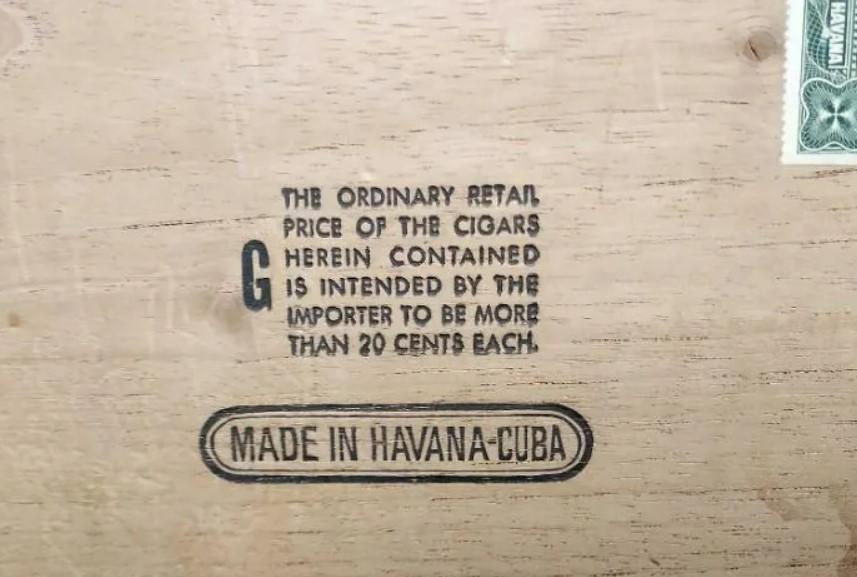 HAVANA
THE ORDINARY RETAIL
PRICE OF THE CIGARS
G HEREIN CONTAINED
IS INTENDED BY THE
IMPORTER TO BE MORE
THAN 20 CENTS EACH.
MADE IN HAVANA-CUBA